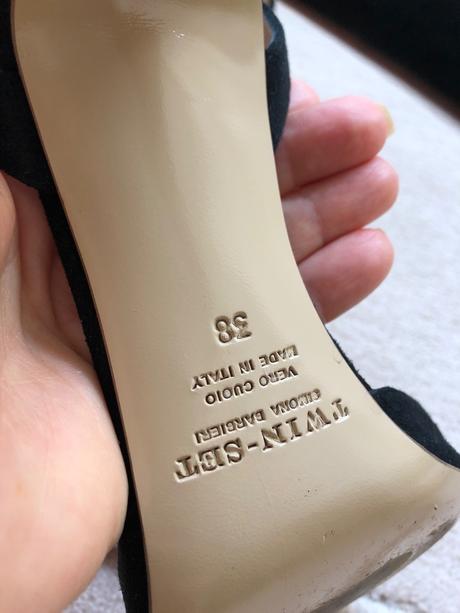 TWIN-SET
SIMONA BARBIERI
VERO CUOIO
MADE IN ITALY
38